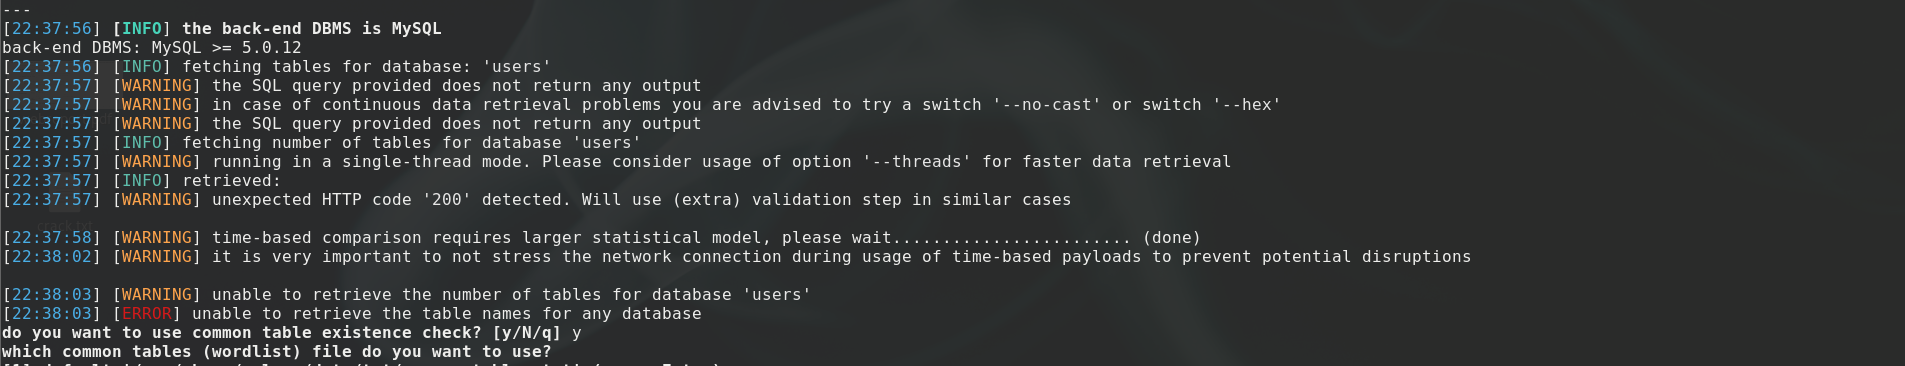 ---
[22:37:56] [INFO] the back-end DBMS is MySQL
back-end DBMS: MySQL >= 5.0.12
[22:37:56] [INFO] fetching tables for database: 'users'
[22:37:57] [WARNING] the SQL query provided does not return any output
[22:37:57] [WARNING] in case of continuous data retrieval problems you are advised to try a switch '--no-cast' or switch '--hex'
[22:37:57] [WARNING] the SQL query provided does not return any output
[22:37:57] [INFO] fetching number of tables for database 'users'
[22:37:57] [WARNING] running in a single-thread mode. Please consider usage of option '--threads' for faster data retrieval
[22:37:57] [INFO] retrieved:
[22:37:57] [WARNING] unexpected HTTP code '200' detected. Will use (extra) validation step in similar cases
[22:37:58] [WARNING] time-based comparison requires larger statistical model, please wait........................ (done)
[22:38:02] [WARNING] it is very important to not stress the network connection during usage of time-based payloads to prevent potential disruptions
[22:38:03] [WARNING] unable to retrieve the number of tables for database 'users'
[22:38:03] [ERROR] unable to retrieve the table names for any database
do you want to use common table existence check? [y/N/q] y
which common tables (wordlist) file do you want to use?